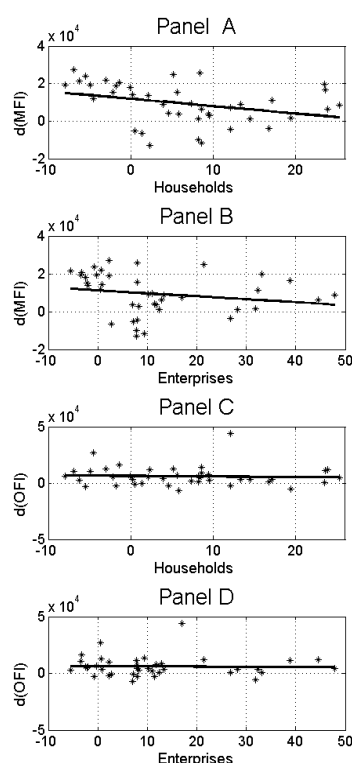 Panel A
x 10⁴
4
2
0
-2
d(MFI)
-10 0 10 20 30
Households
Panel B
x 10⁴
4
2
0
-2
d(MFI)
-10 0 10 20 30 40 50
Enterprises
Panel C
x 10⁴
5
0
-5
d(OFI)
-10 0 10 20 30
Households
Panel D
x 10⁴
5
0
-5
d(OFI)
-10 0 10 20 30 40 50
Enterprises